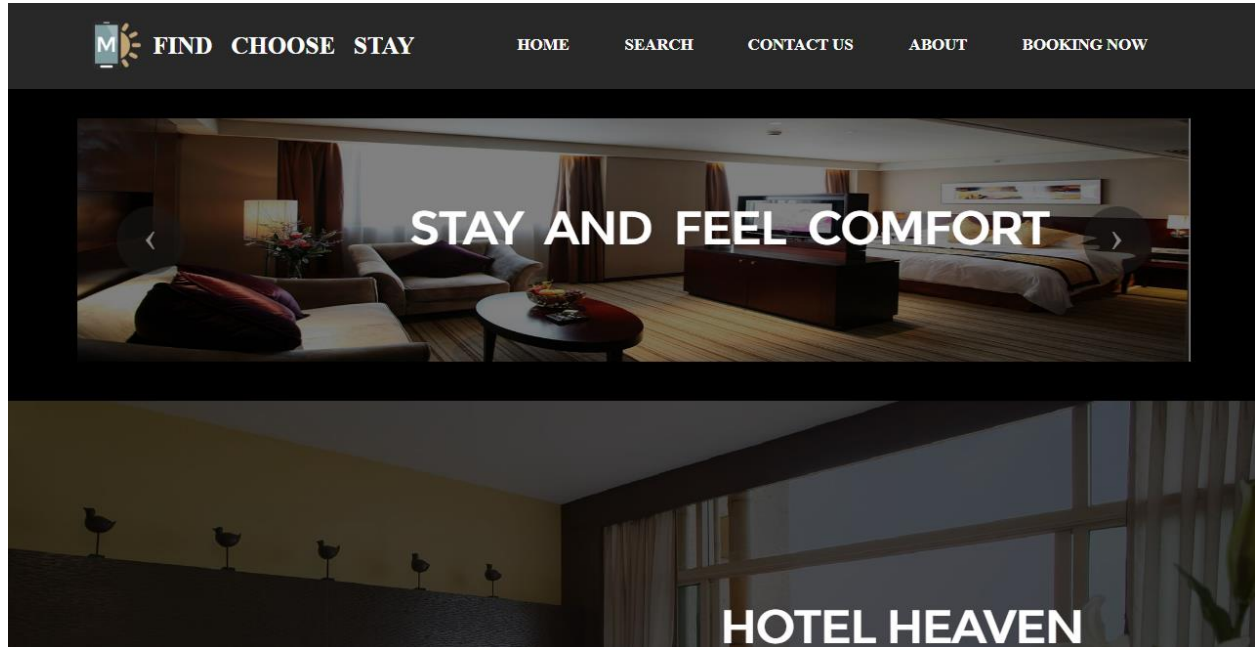 M FIND CHOOSE STAY HOME SEARCH CONTACT US ABOUT BOOKING NOW
STAY AND FEEL COMFORT
HOTEL HEAVEN